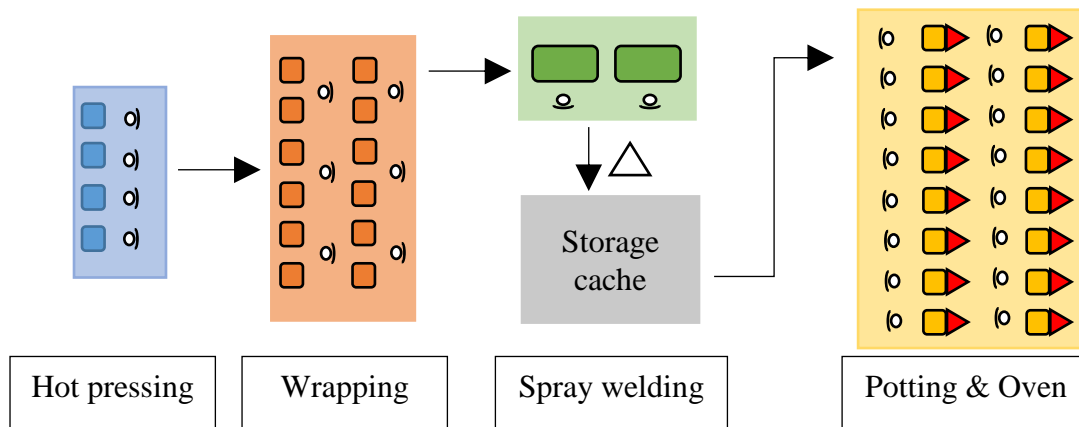 Storage
cache
Hot pressing
Wrapping
Spray welding
Potting & Oven